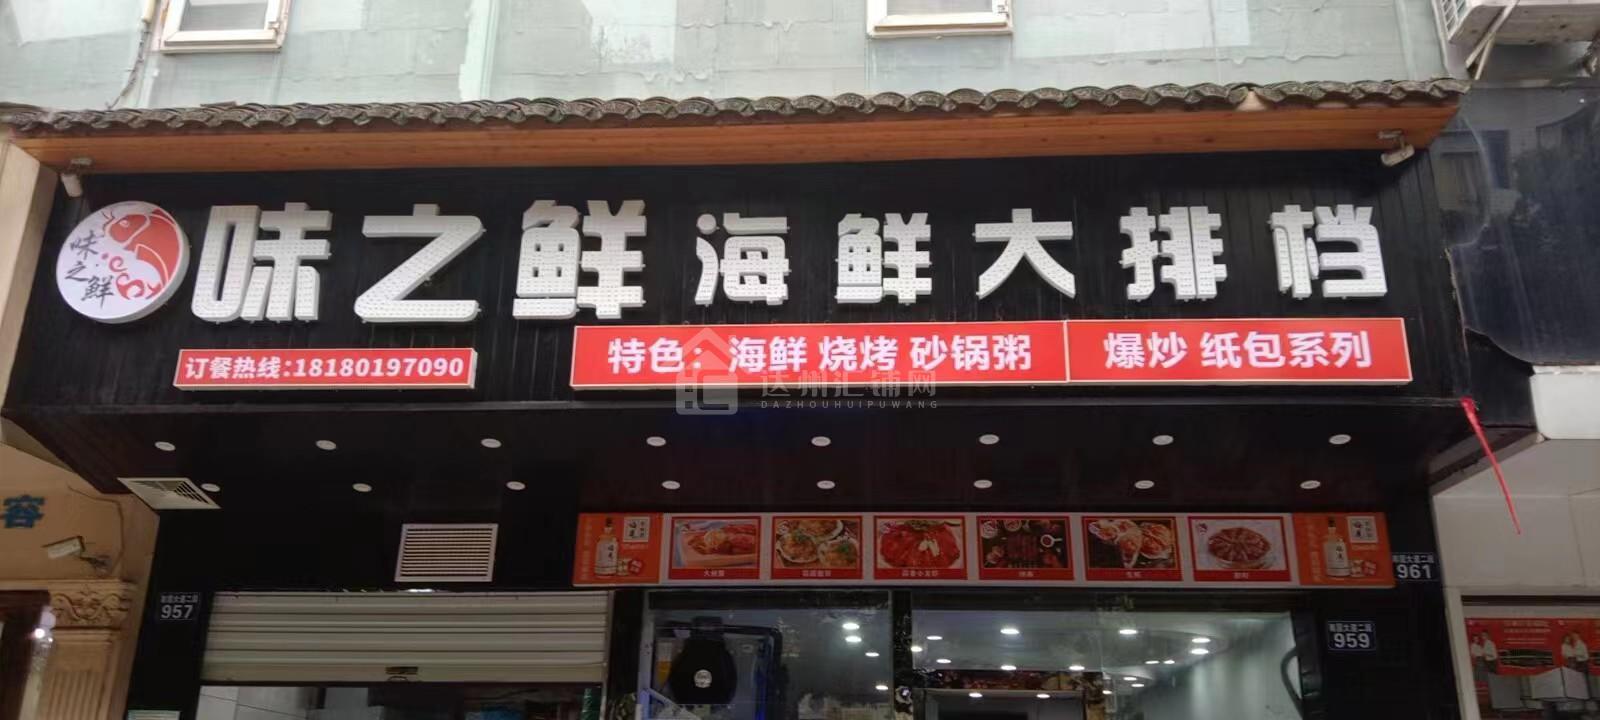 味之鲜
味之鲜海鲜大排档
订餐热线:18180197090
特色：海鲜 烧烤 砂锅粥
爆炒 纸包系列
达州汇铺网
DAZHOUHUIPUWANG
容
957
961
959